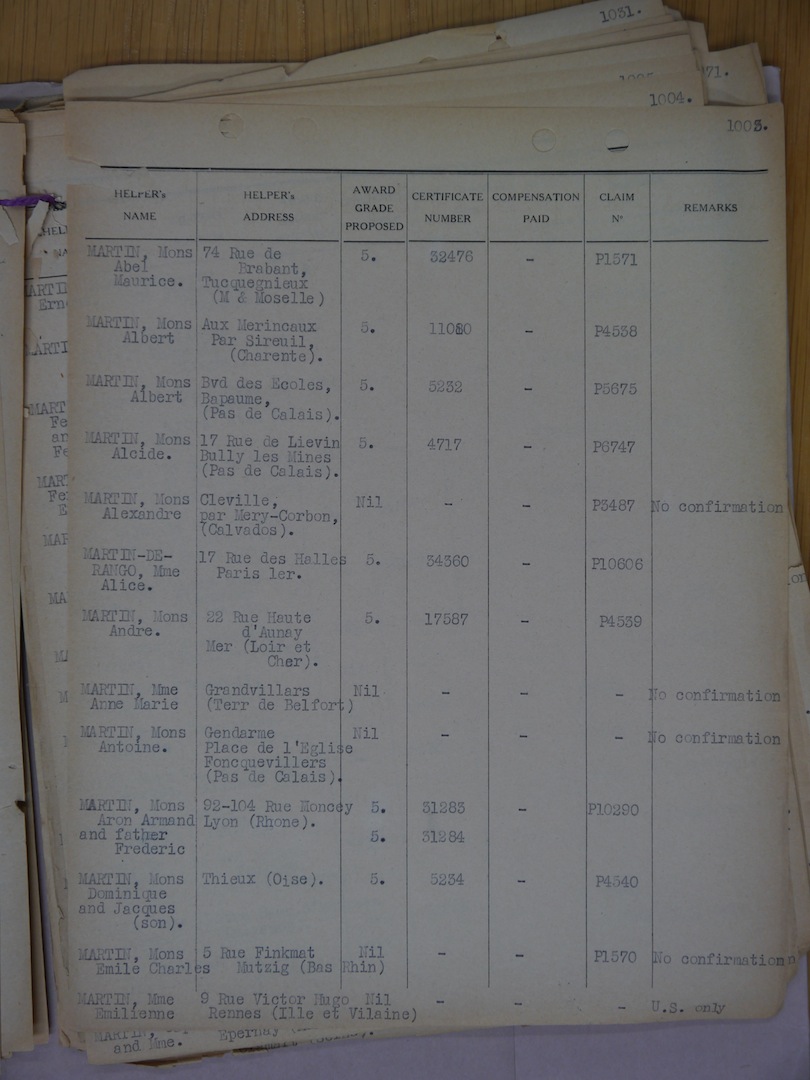 1031.
71.
1004.
1003.
HELPER's NAME
HELPER's ADDRESS
AWARD GRADE PROPOSED
CERTIFICATE NUMBER
COMPENSATION PAID
CLAIM Nº
REMARKS
MARTIN, Mons 74 Rue de 5. 32476 - P1571
Abel Brabant,
Maurice. Tucquegnieux
(M & Moselle)
MARTIN, Mons Aux Merincaux 5. 11080 - P4538
Albert Par Sireuil,
(Charente).
MARTIN, Mons Bvd des Ecoles, 5. 5232 - P5675
Albert Bapaume,
(Pas de Calais).
MARTIN, Mons 17 Rue de Lievin 5. 4717 - P6747
Alcide. Bully les Mines
(Pas de Calais).
MARTIN, Mons Cleville, Nil - - P3487 No confirmation
Alexandre par Mery-Corbon,
(Calvados).
MARTIN-DE- 17 Rue des Halles 5. 34360 - P10606
RANGO, Mme Paris 1er.
Alice.
MARTIN, Mons 22 Rue Haute 5. 17587 - P4539
Andre. d'Aunay
Mer (Loir et
Cher).
MARTIN, Mme Grandvillars Nil - - - No confirmation
Anne Marie (Terr de Belfort)
MARTIN, Mons Gendarme Nil - - - No confirmation
Antoine. Place de l'Eglise
Foncquevillers
(Pas de Calais).
MARTIN, Mons 92-104 Rue Moncey 5. 31283 - P10290
Aron Armand Lyon (Rhone).
and father 5. 31284
Frederic
MARTIN, Mons Thieux (Oise). 5. 5234 - P4540
Dominique
and Jacques
(son).
MARTIN, Mons 5 Rue Finkmat Nil - - P1570 No confirmation
Emile Charles Mutzig (Bas Rhin)
MARTIN, Mme 9 Rue Victor Hugo Nil - - - U.S. only
Emilienne Rennes (Ille et Vilaine)
MARTIN, Epernay
and Mme.